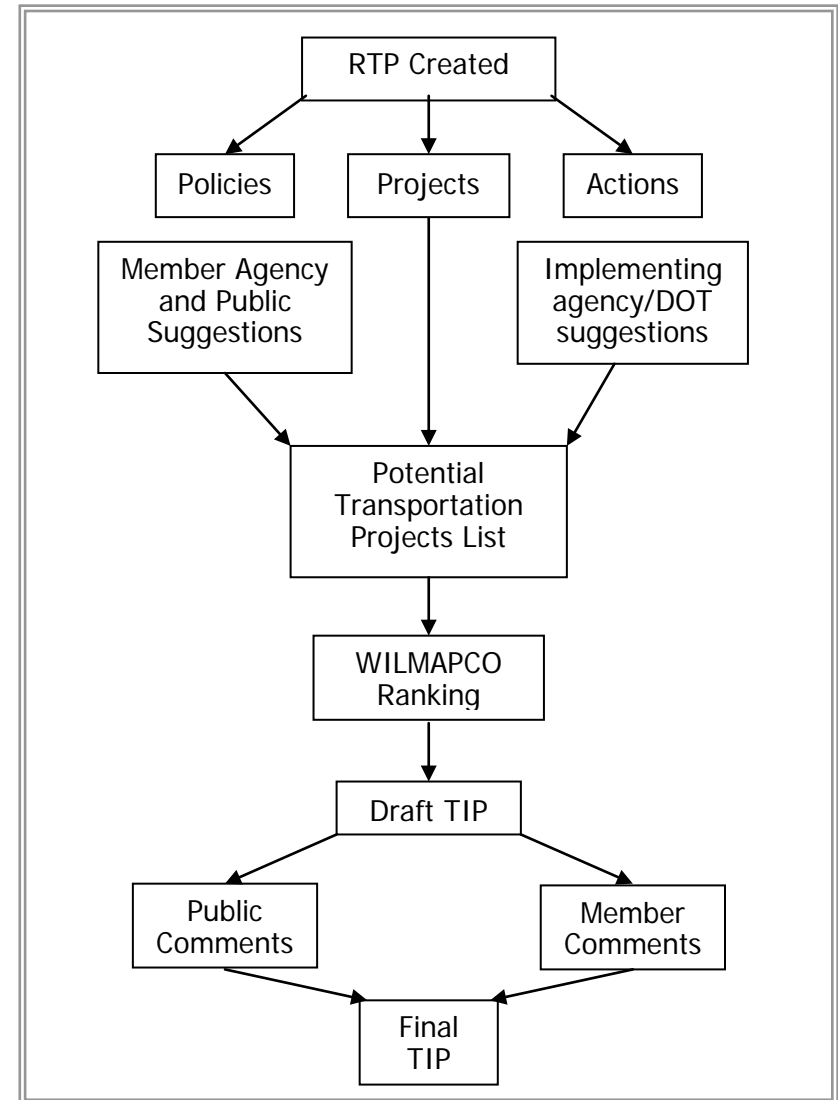 RTP Created
Policies
Projects
Actions
Member Agency
and Public
Suggestions
Implementing
agency/DOT
suggestions
Potential
Transportation
Projects List
WILMAPCO
Ranking
Draft TIP
Public
Comments
Member
Comments
Final
TIP